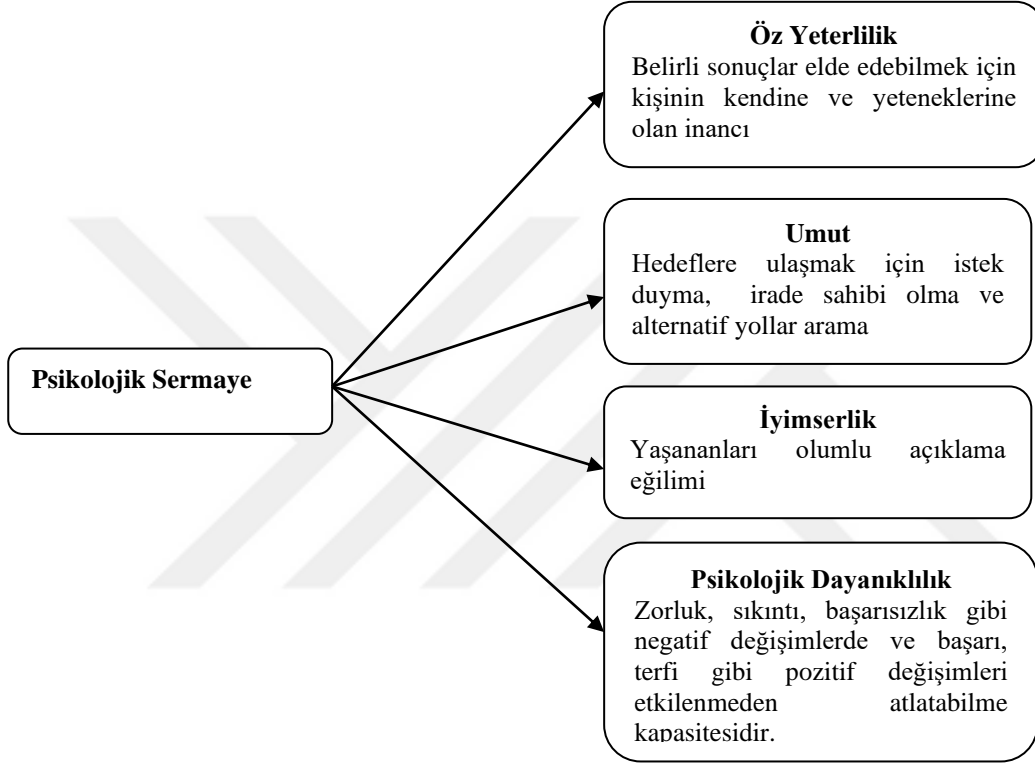 Öz Yeterlilik
Belirli sonuçlar elde edebilmek için
kişinin kendine ve yeteneklerine
olan inancı
Umut
Hedeflere ulaşmak için istek
duyma, irade sahibi olma ve
alternatif yollar arama
Psikolojik Sermaye
İyimserlik
Yaşananları olumlu açıklama
eğilimi
Psikolojik Dayanıklılık
Zorluk, sıkıntı, başarısızlık gibi
negatif değişimlerde ve başarı,
terfi gibi pozitif değişimleri
etkilenmeden atlatabilme
kapasitesidir.